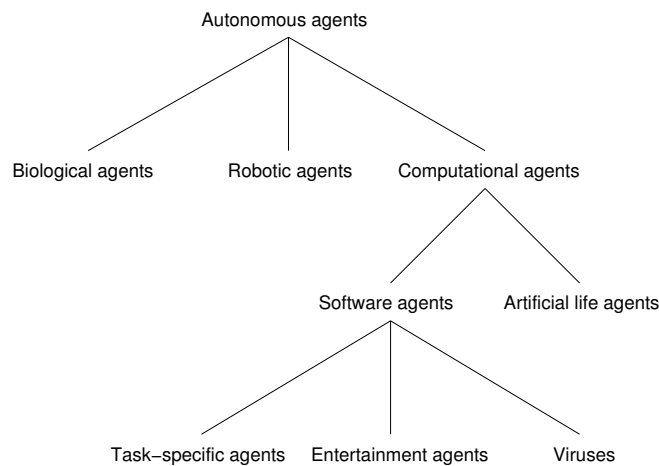 Autonomous agents
Biological agents
Robotic agents
Computational agents
Software agents
Artificial life agents
Task−specific agents
Entertainment agents
Viruses